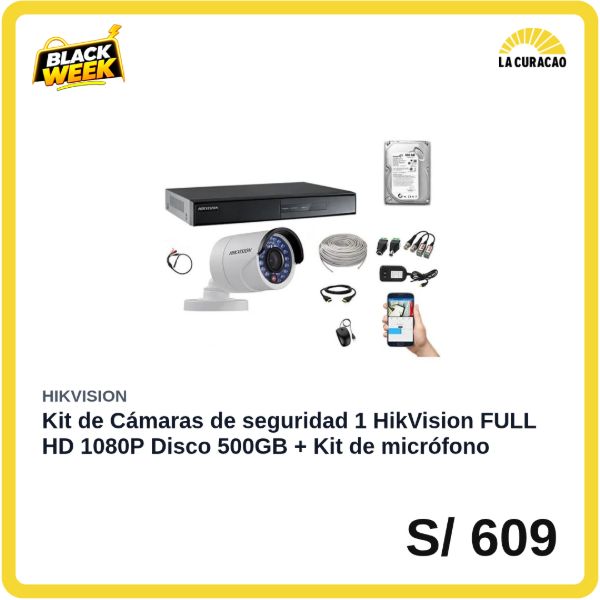 BLACK
WEEK
LA CURACAO
HIKVISION
HIKVISION
HIKVISION
Kit de Cámaras de seguridad 1 HikVision FULL
HD 1080P Disco 500GB + Kit de micrófono
S/ 609